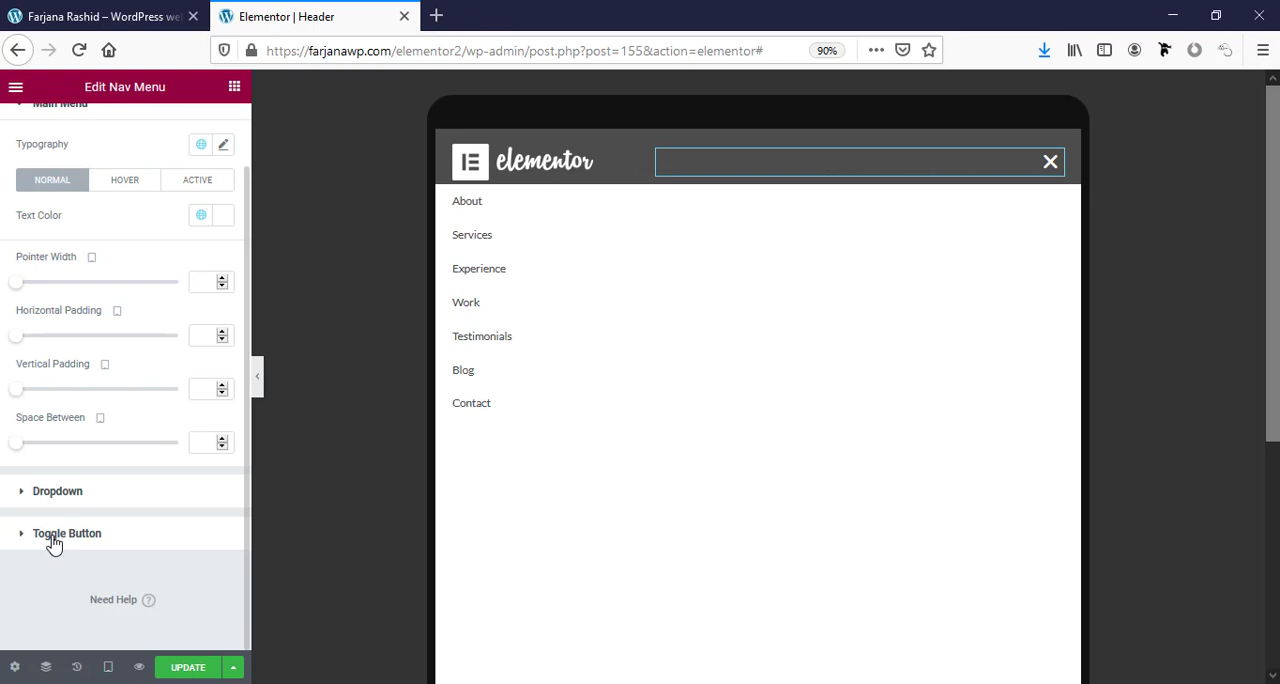 Farjana Rashid – WordPress we
Elementor | Header
https://farjanawp.com/elementor2/wp-admin/post.php?post=155&action=elementor#
90%
Edit Nav Menu
Main Menu
Typography
NORMAL
HOVER
ACTIVE
Text Color
Pointer Width
Horizontal Padding
Vertical Padding
Space Between
Dropdown
Toggle Button
Need Help ?
UPDATE
elementor
About
Services
Experience
Work
Testimonials
Blog
Contact